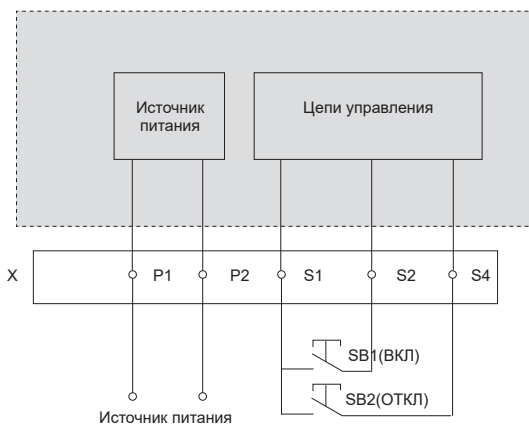 Источник
питания
Цепи управления
X
P1
P2
S1
S2
S4
SB1(ВКЛ)
SB2(ОТКЛ)
Источник питания